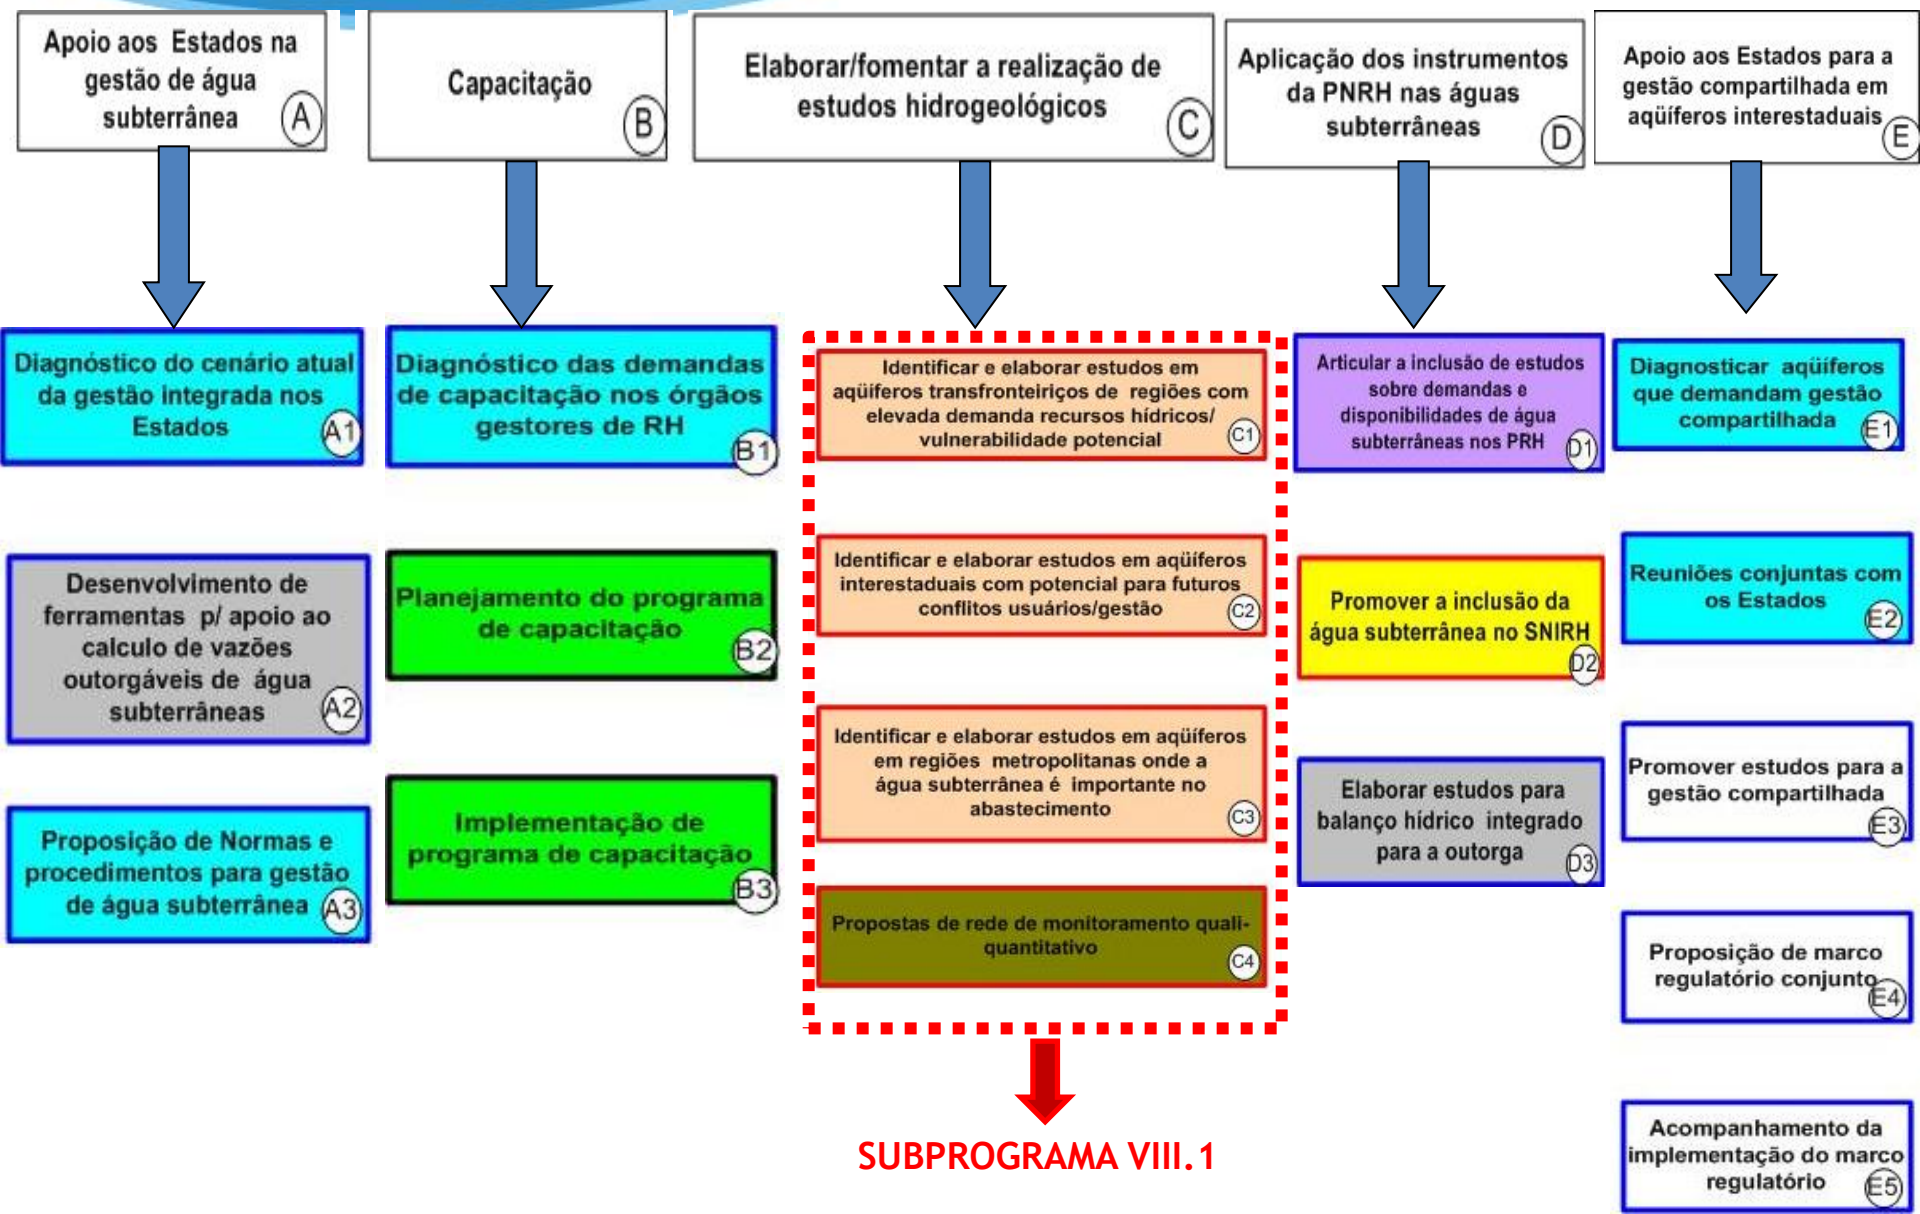 Apoio aos Estados na
gestão de água
subterrânea
A
Capacitação
B
Elaborar/fomentar a realização de
estudos hidrogeológicos
C
Aplicação dos instrumentos
da PNRH nas águas
subterrâneas
D
Apoio aos Estados para a
gestão compartilhada em
aqüíferos interestaduais
E
Diagnóstico do cenário atual
da gestão integrada nos
Estados
A1
Desenvolvimento de
ferramentas p/ apoio ao
calculo de vazões
outorgáveis de água
subterrâneas
A2
Proposição de Normas e
procedimentos para gestão
de água subterrânea
A3
Diagnóstico das demandas
de capacitação nos órgãos
gestores de RH
B1
Planejamento do programa
de capacitação
B2
Implementação de
programa de capacitação
B3
Identificar e elaborar estudos em
aqüiferos transfronteiriços de regiões com
elevada demanda recursos hídricos/
vulnerabilidade potencial
C1
Identificar e elaborar estudos em aqüíferos
interestaduais com potencial para futuros
conflitos usuários/gestão
C2
Identificar e elaborar estudos em aqüíferos
em regiões metropolitanas onde a
água subterrânea é importante no
abastecimento
C3
Propostas de rede de monitoramento quali-
quantitativo
C4
SUBPROGRAMA VIII.1
Articular a inclusão de estudos
sobre demandas e
disponibilidades de água
subterrâneas nos PRH
D1
Promover a inclusão da
água subterrânea no SNIRH
D2
Elaborar estudos para
balanço hídrico integrado
para a outorga
D3
Diagnosticar aqüíferos
que demandam gestão
compartilhada
E1
Reuniões conjuntas com
os Estados
E2
Promover estudos para a
gestão compartilhada
E3
Proposição de marco
regulatório conjunto
E4
Acompanhamento da
implementação do marco
regulatório
E5